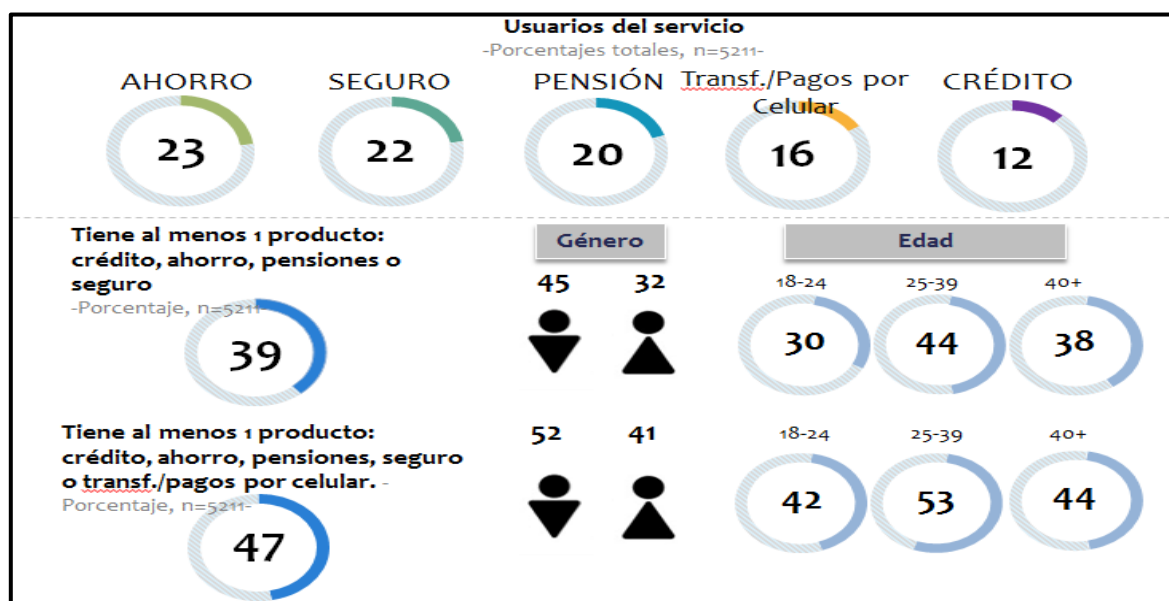 Usuarios del servicio
-Porcentajes totales, n=5211-
AHORRO
SEGURO
PENSIÓN
Transf./Pagos por
Celular
CRÉDITO
23
22
20
16
12
Tiene al menos 1 producto:
crédito, ahorro, pensiones o
seguro
-Porcentaje, n=5211-
39
Género
45
32
Edad
18-24
25-39
40+
30
44
38
Tiene al menos 1 producto:
crédito, ahorro, pensiones, seguro
o transf./pagos por celular. -
Porcentaje, n=5211-
47
52
41
18-24
25-39
40+
42
53
44